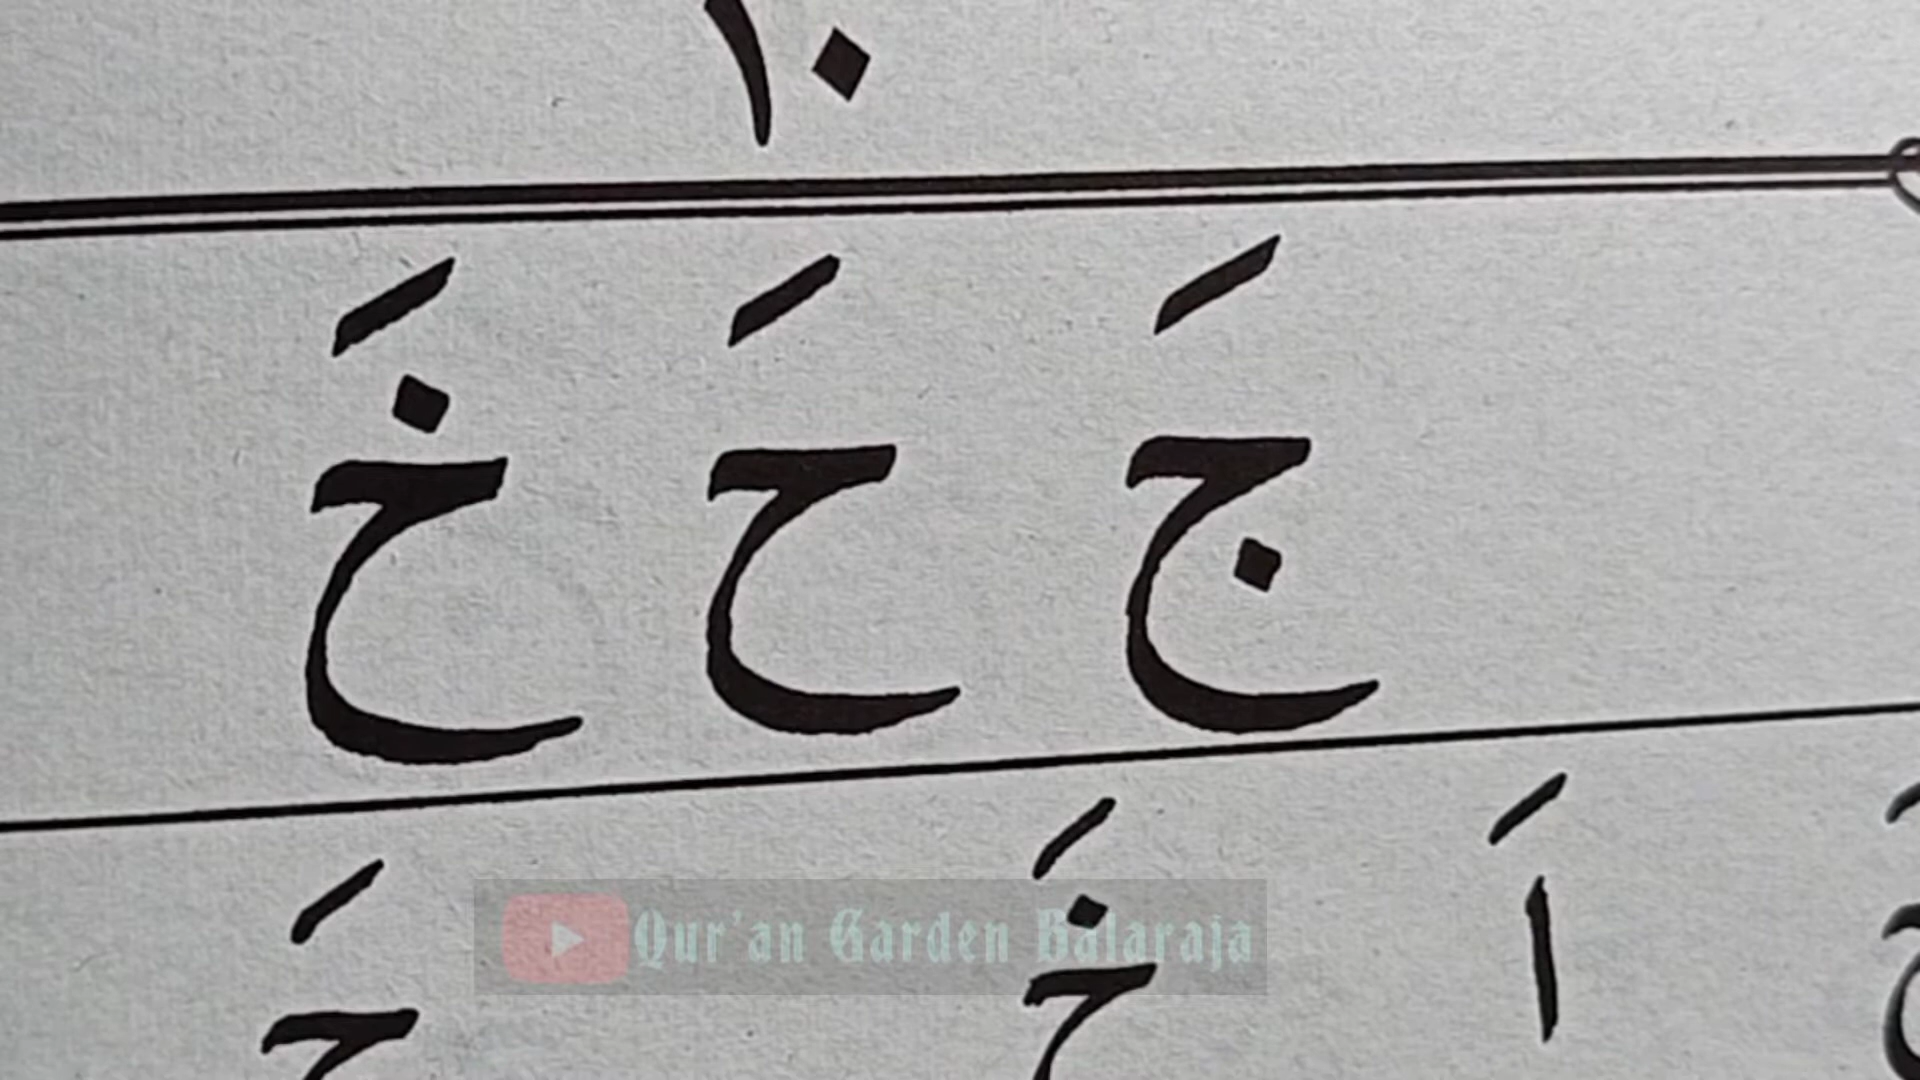 ١٠
جَ حَ خَ
اَ خَ حَ
Qur'an Garden Balaraja